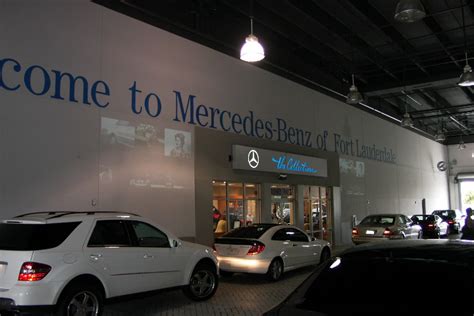 come to Mercedes-Benz of Fort Lauderdale
the Collection